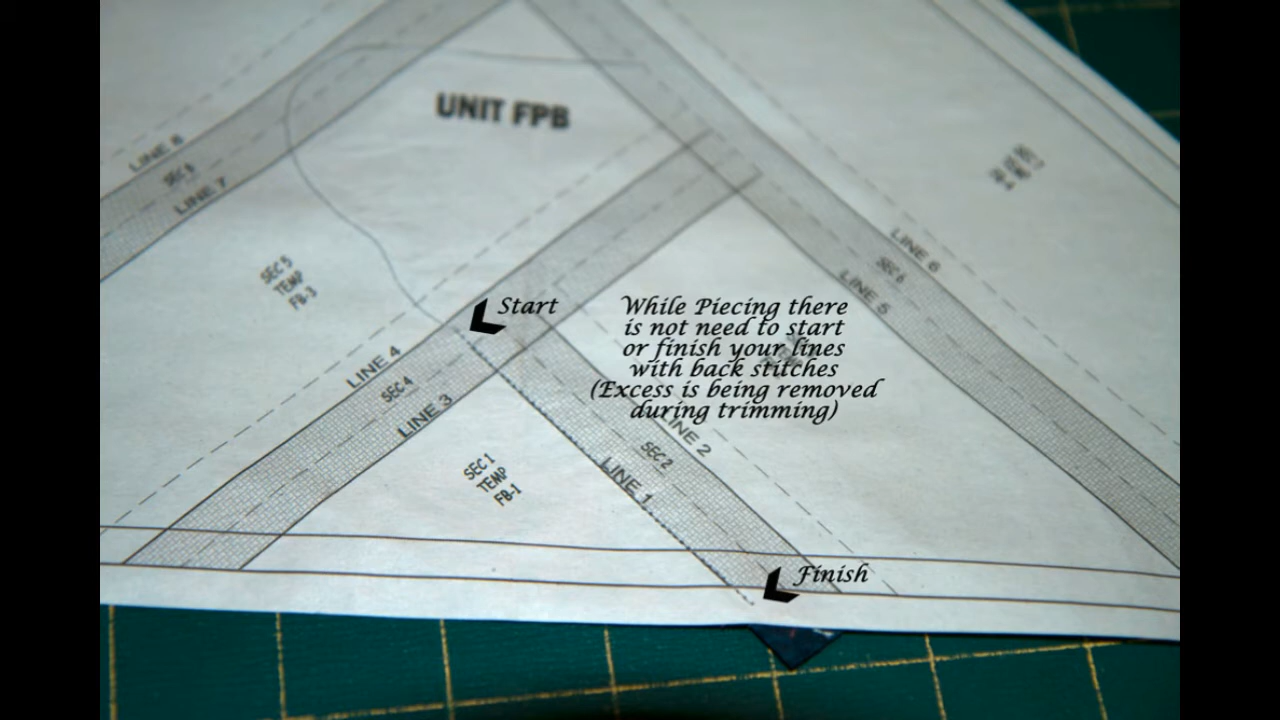 UNIT FPB
LINE 8
SEC 8
LINE 7
SEC 5
TEMP
FB-3
LINE 6
SEC 6
LINE 5
Start
While Piecing there
is not need to start
or finish your lines
with back stitches
(Excess is being removed
during trimming)
LINE 4
SEC 4
LINE 3
LINE 2
SEC 2
LINE 1
SEC 1
TEMP
FB-1
Finish